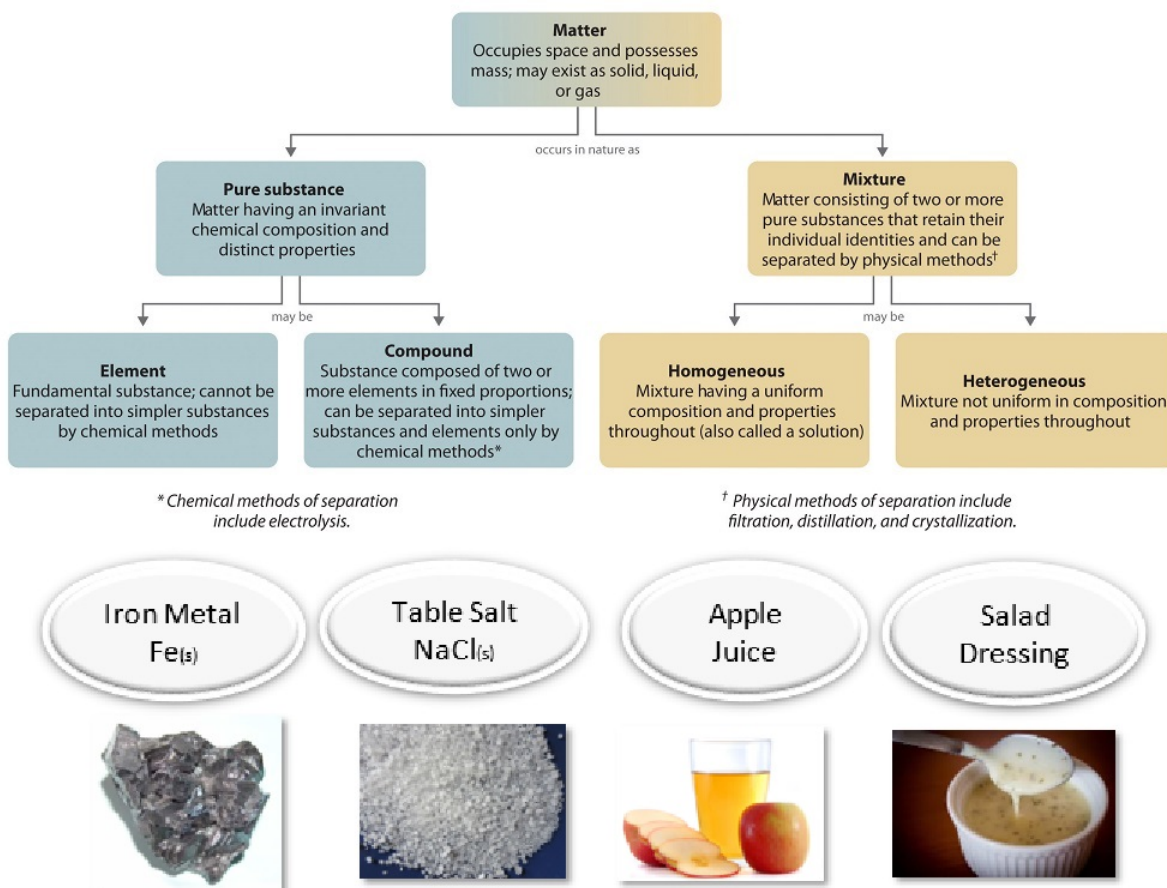 Matter
Occupies space and possesses
mass; may exist as solid, liquid,
or gas
occurs in nature as
Pure substance
Matter having an invariant
chemical composition and
distinct properties
Mixture
Matter consisting of two or more
pure substances that retain their
individual identities and can be
separated by physical methods†
may be
may be
Element
Fundamental substance; cannot be
separated into simpler substances
by chemical methods
Compound
Substance composed of two or
more elements in fixed proportions;
can be separated into simpler
substances and elements only by
chemical methods*
Homogeneous
Mixture having a uniform
composition and properties
throughout (also called a solution)
Heterogeneous
Mixture not uniform in composition
and properties throughout
* Chemical methods of separation
include electrolysis.
† Physical methods of separation include
filtration, distillation, and crystallization.
Iron Metal
Fe(s)
Table Salt
NaCl(s)
Apple
Juice
Salad
Dressing